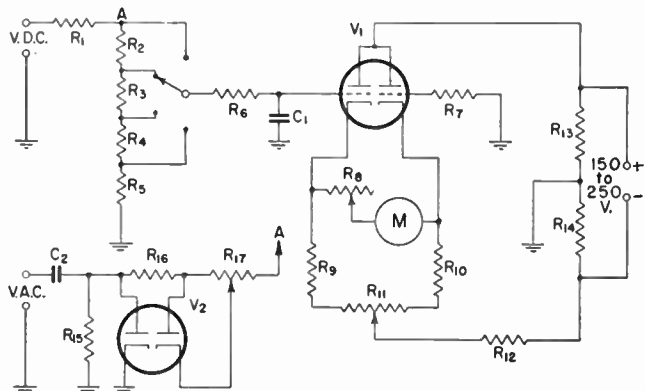 A
V.D.C.
R1
R2
R3
R4
R5
R6
C1
V1
R7
R8
M
R9
R10
R11
R12
R13
R14
150 +
to
250 -
V.
C2
V.A.C.
R15
R16
R17
A
V2